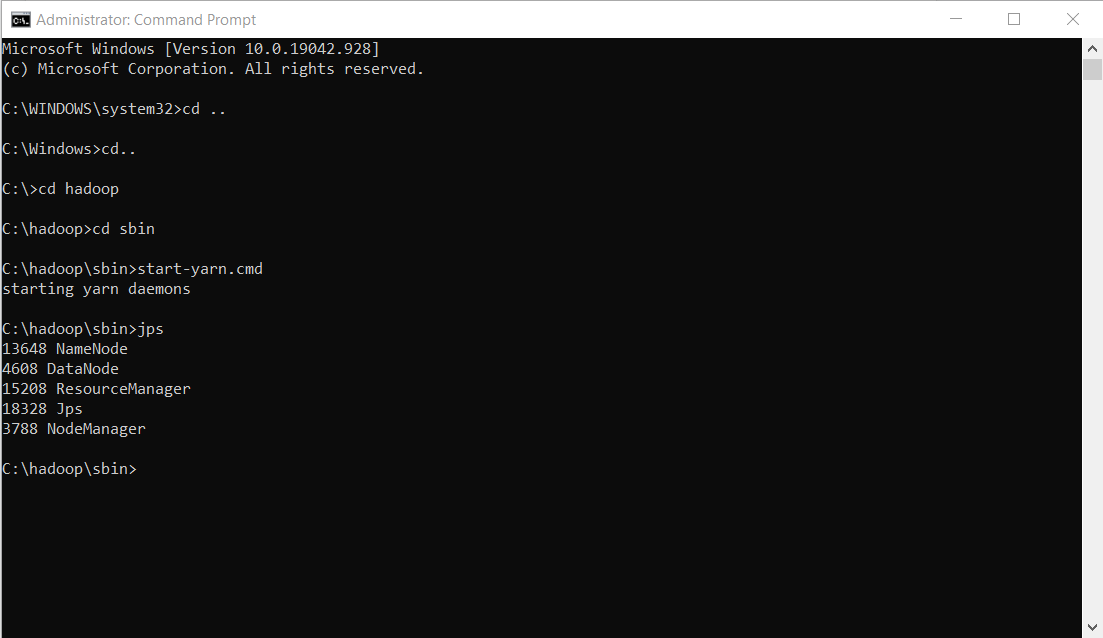 Administrator: Command Prompt
Microsoft Windows [Version 10.0.19042.928]
(c) Microsoft Corporation. All rights reserved.
C:\WINDOWS\system32>cd ..
C:\Windows>cd..
C:\>cd hadoop
C:\hadoop>cd sbin
C:\hadoop\sbin>start-yarn.cmd
starting yarn daemons
C:\hadoop\sbin>jps
13648 NameNode
4608 DataNode
15208 ResourceManager
18328 Jps
3788 NodeManager
C:\hadoop\sbin>